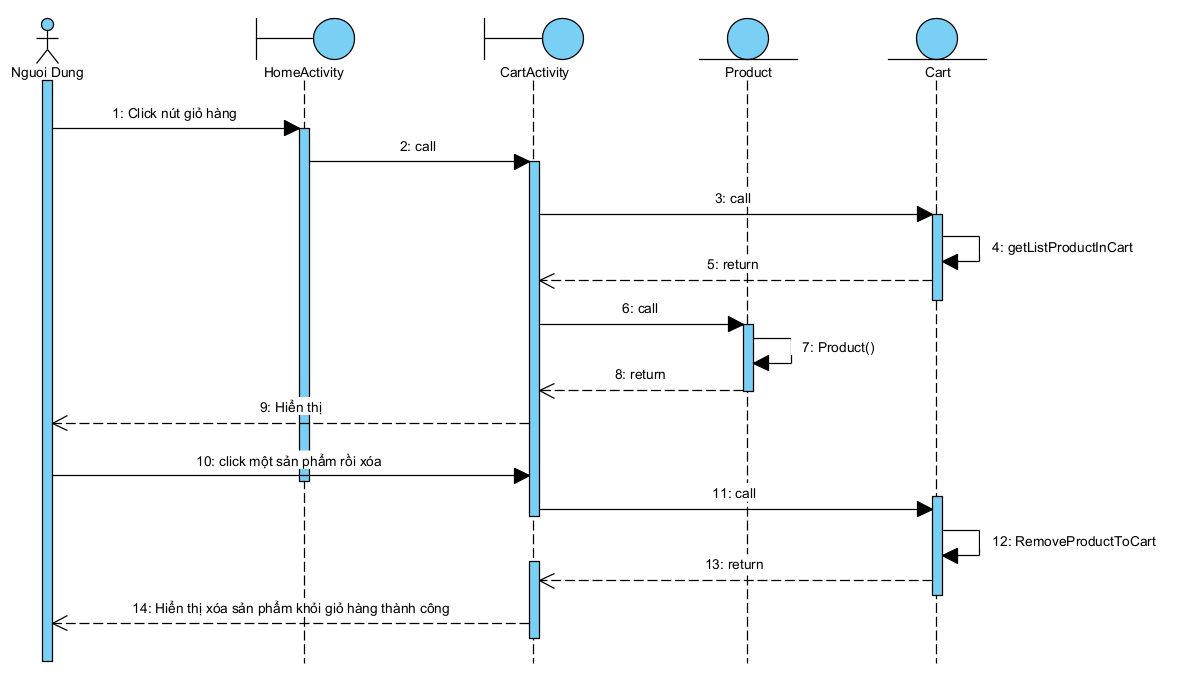 Nguoi Dung
HomeActivity
CartActivity
Product
Cart
1: Click nút giỏ hàng
2: call
3: call
4: getListProductInCart
5: return
6: call
7: Product()
8: return
9: Hiển thị
10: click một sản phẩm rồi xóa
11: call
12: RemoveProductToCart
13: return
14: Hiển thị xóa sản phẩm khỏi giỏ hàng thành công